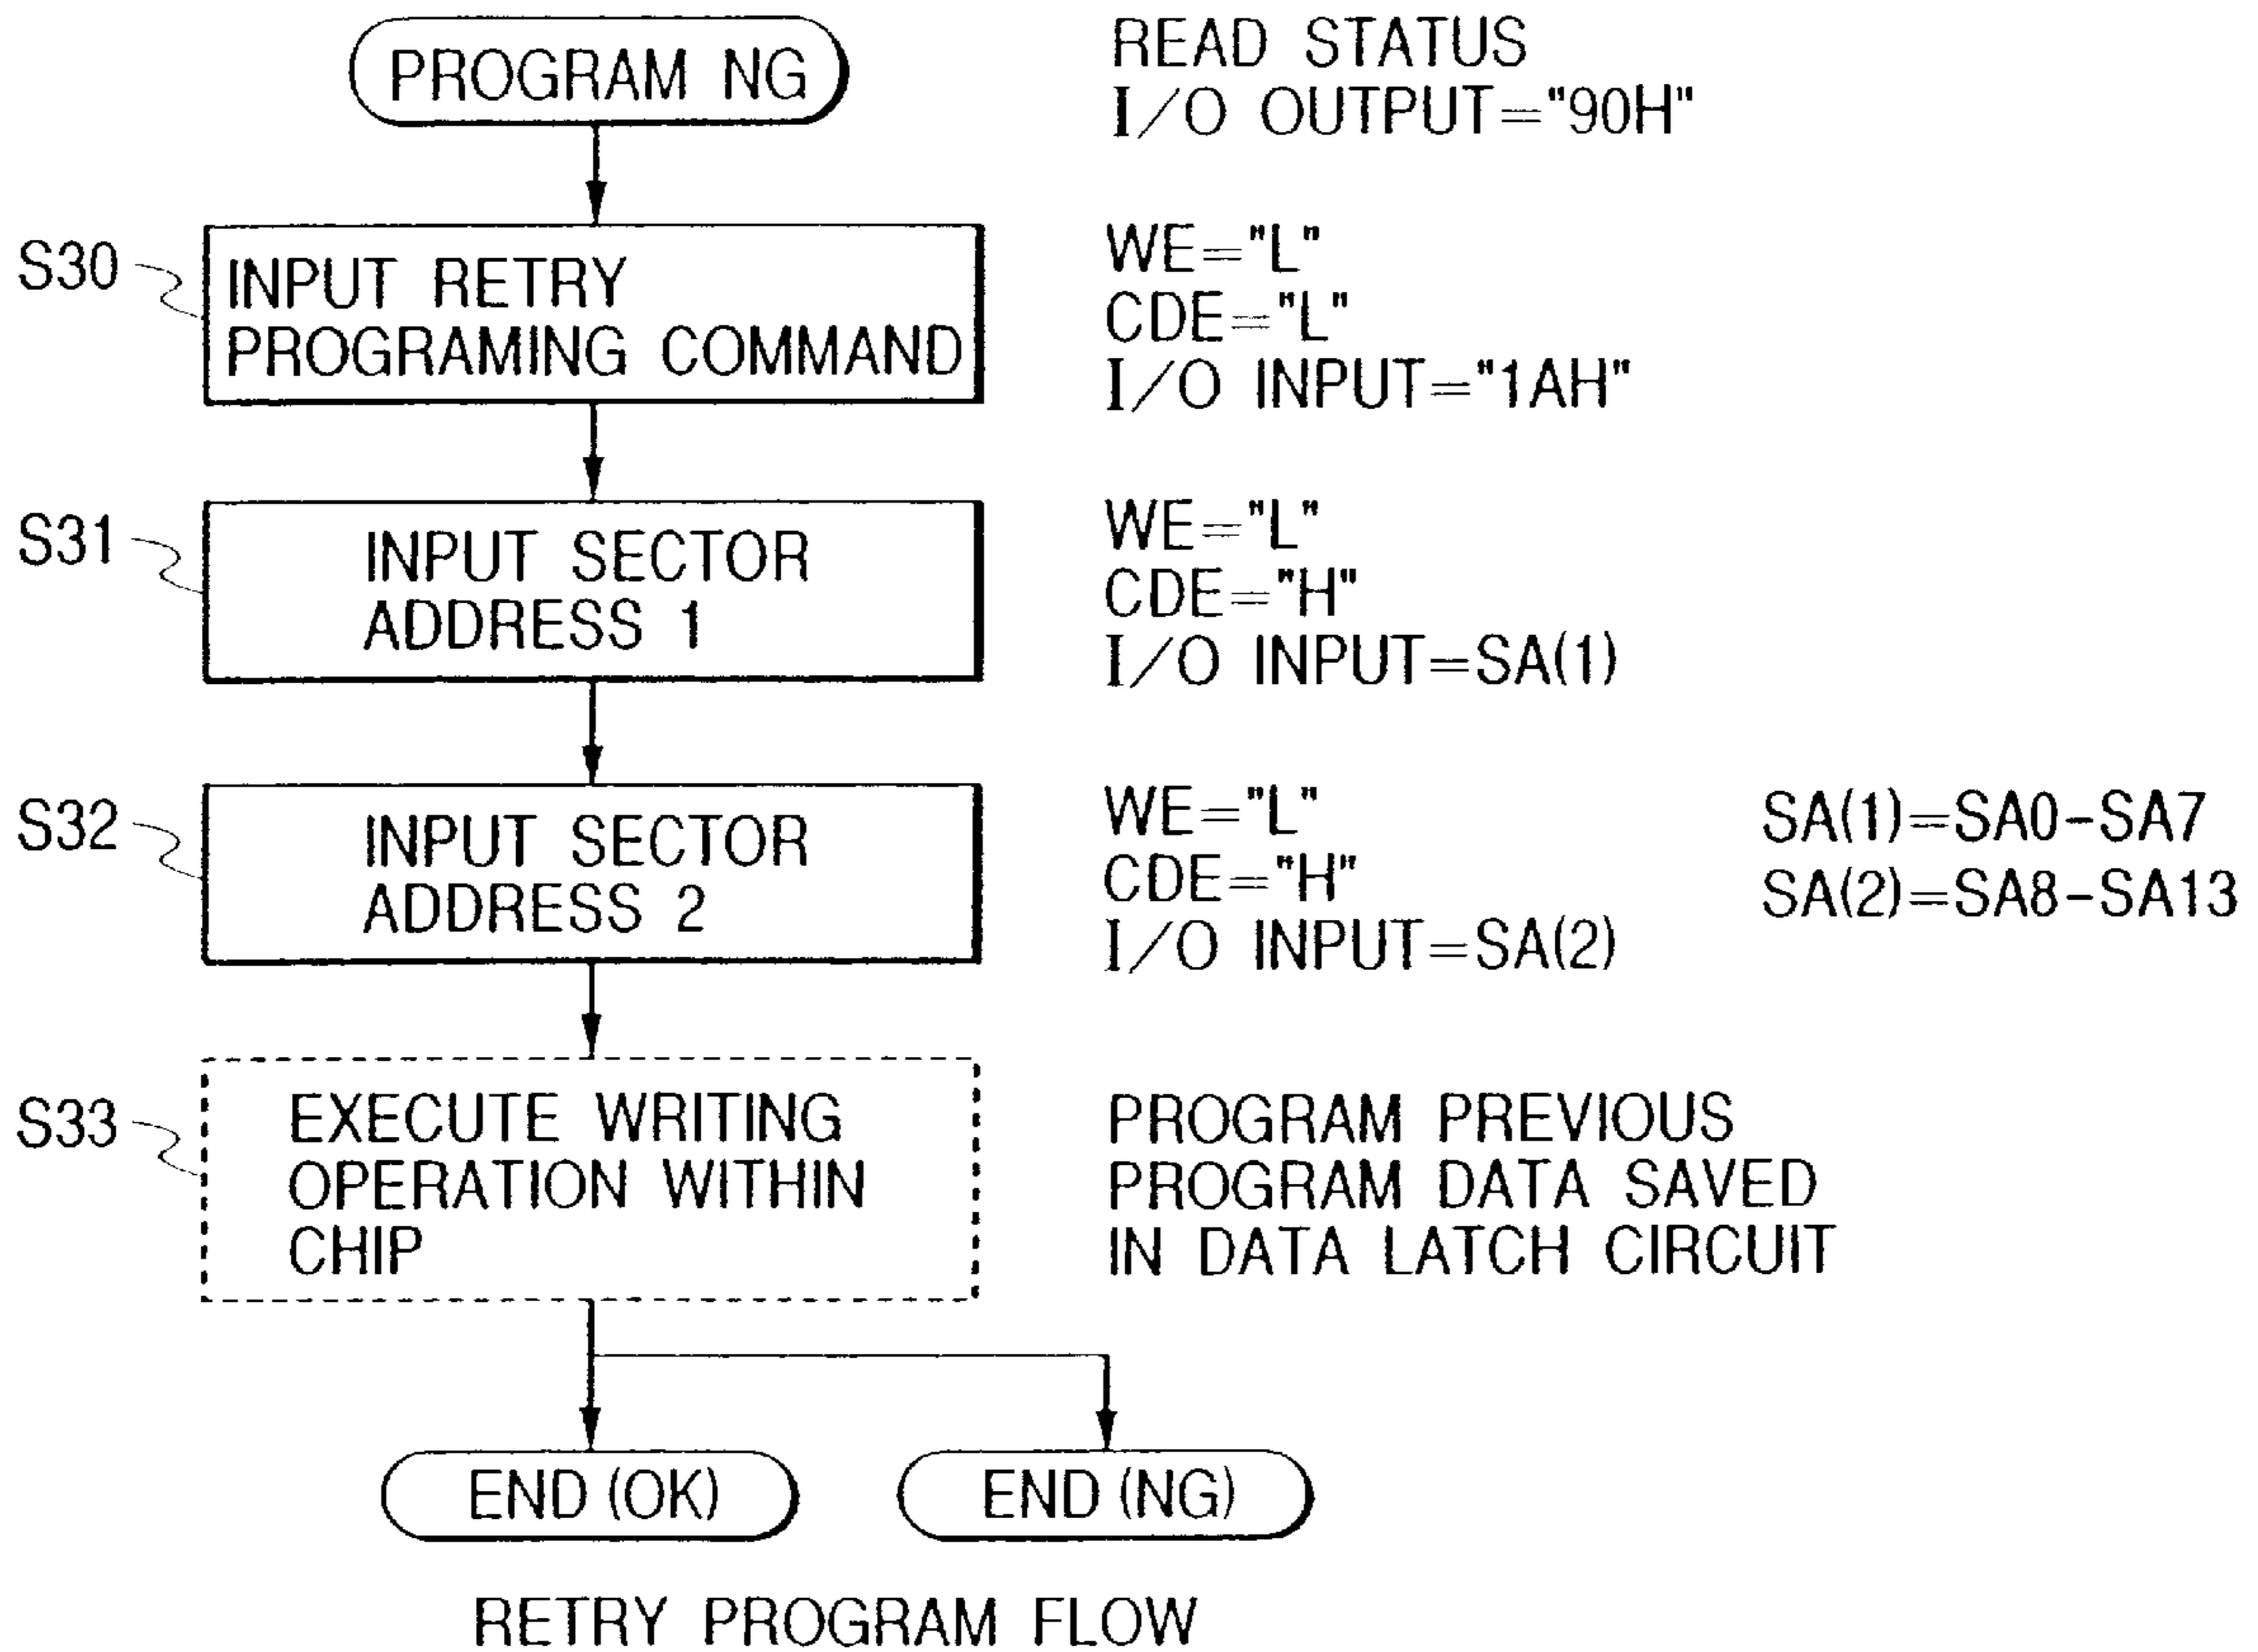 PROGRAM NG
READ STATUS
I/O OUTPUT="90H"
S30
INPUT RETRY
PROGRAMING COMMAND
WE="L"
CDE="L"
I/O INPUT="1AH"
S31
INPUT SECTOR
ADDRESS 1
WE="L"
CDE="H"
I/O INPUT=SA(1)
S32
INPUT SECTOR
ADDRESS 2
WE="L"
CDE="H"
I/O INPUT=SA(2)
SA(1)=SA0-SA7
SA(2)=SA8-SA13
S33
EXECUTE WRITING
OPERATION WITHIN
CHIP
PROGRAM PREVIOUS
PROGRAM DATA SAVED
IN DATA LATCH CIRCUIT
END (OK)
END (NG)
RETRY PROGRAM FLOW